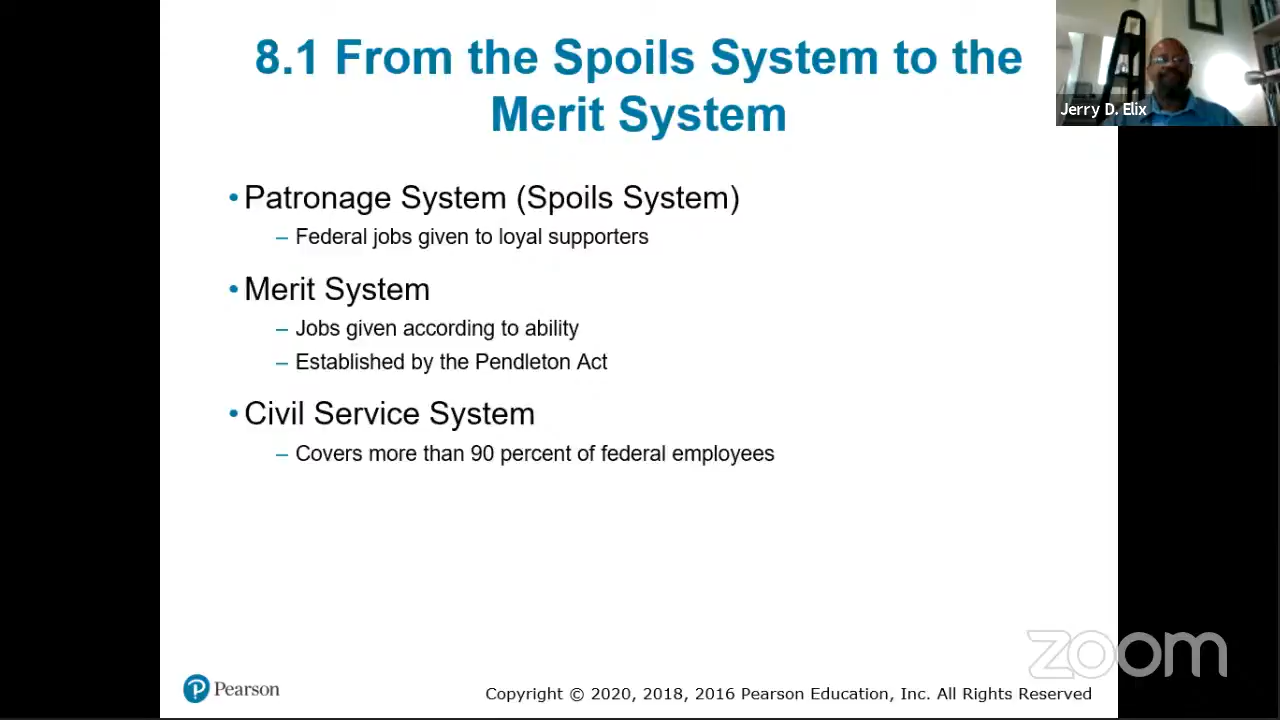 8.1 From the Spoils System to the
Merit System
Jerry D. Elix
• Patronage System (Spoils System)
– Federal jobs given to loyal supporters
• Merit System
– Jobs given according to ability
– Established by the Pendleton Act
• Civil Service System
– Covers more than 90 percent of federal employees
zoom
P Pearson
Copyright © 2020, 2018, 2016 Pearson Education, Inc. All Rights Reserved